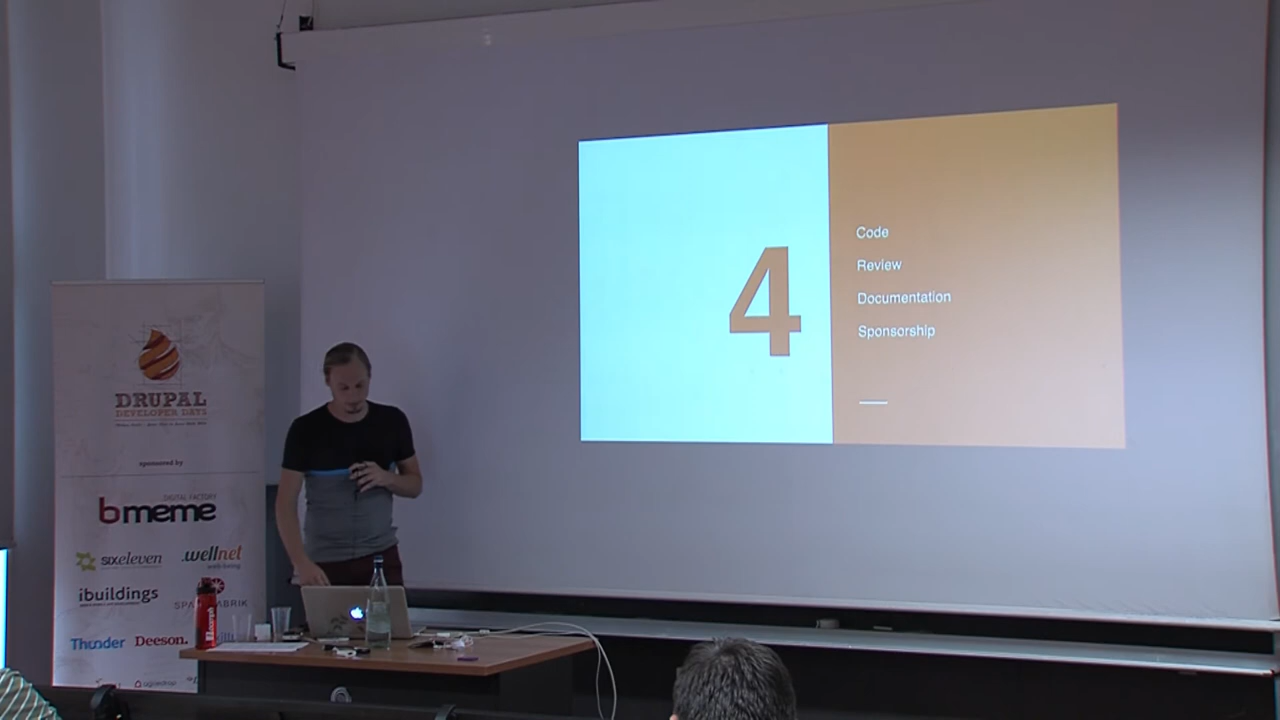 4
Code
Review
Documentation
Sponsorship
DRUPAL
DEVELOPER DAYS
sponsored by
DIGITAL FACTORY
bmeme
sixeleven
.wellnet
ibuildings
Thunder
Deeson.